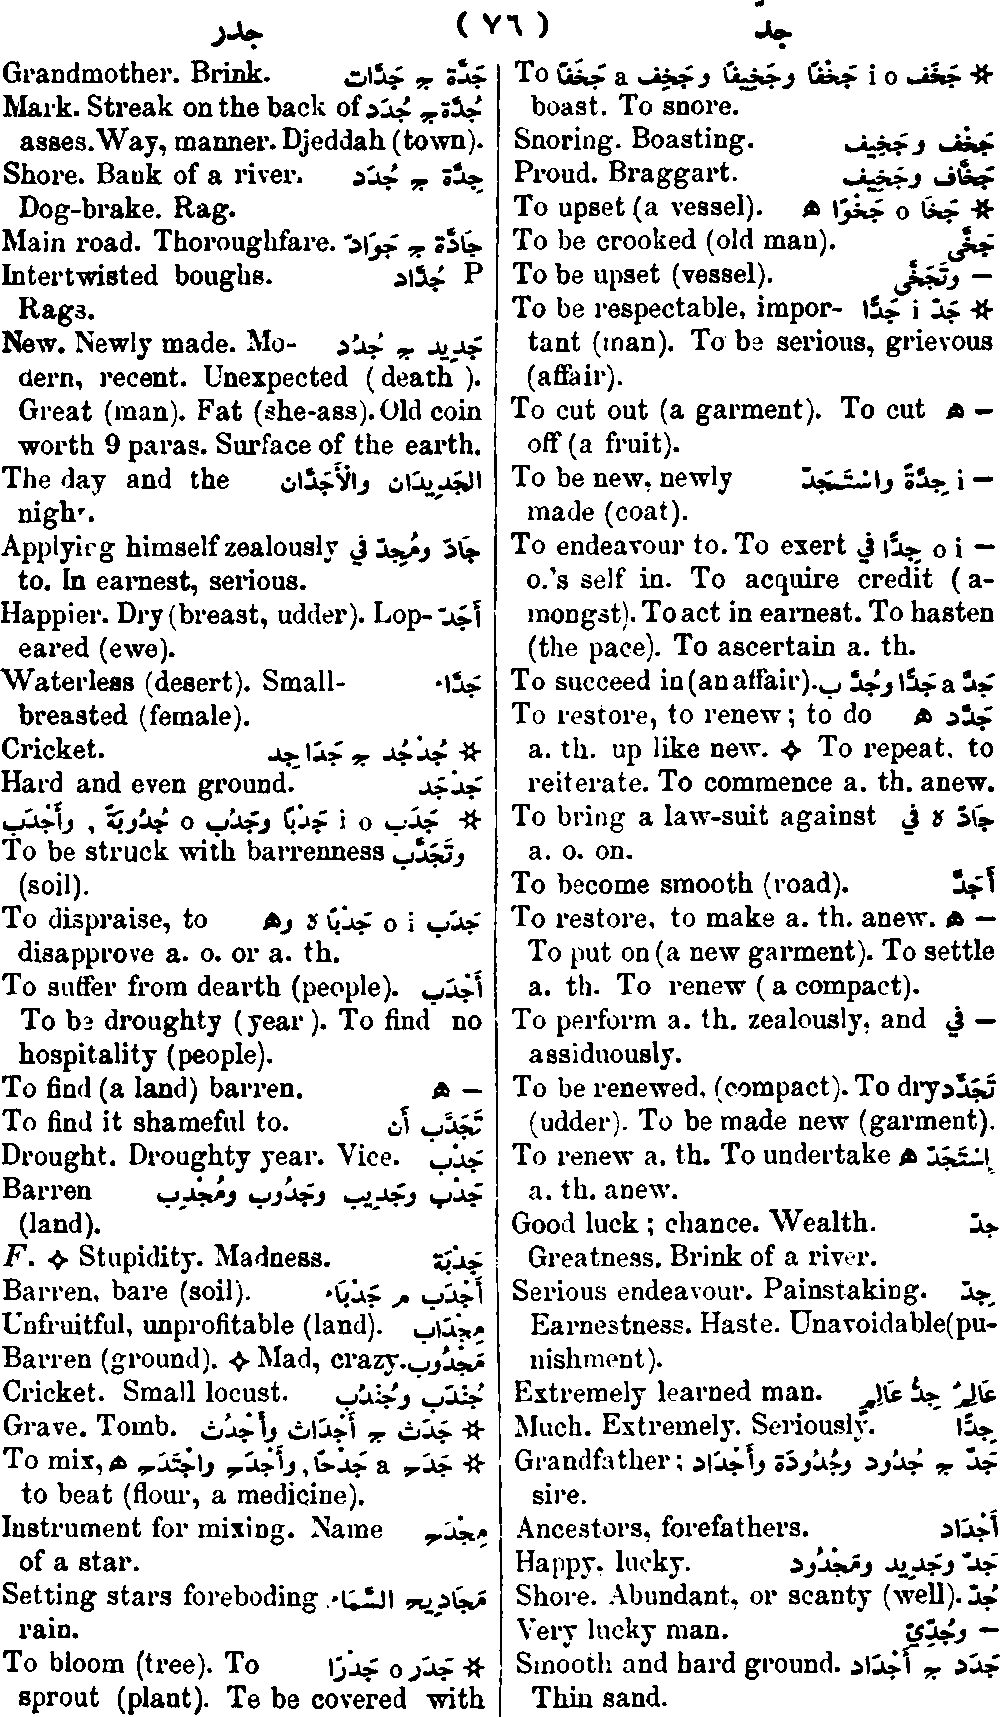 جدر ( ٧٦ ) جدّ
To ✲ جَخَف i o جَخْفًا وجَخِيفًا وجَخِف a جَخَفًا
boast. To snore.
Snoring. Boasting. جَخْف وجَخِيف
Proud. Braggart. جَخَّاف وجَخِيف
To upset (a vessel). ✲ جَخَا o جَخْوًا ه
To be crooked (old man). جَخَّى
To be upset (vessel). — وتَجَخَّى
To be respectable, impor- ✲ جَدّ i جَدًّا
tant (man). To be serious, grievous
(affair).
To cut out (a garment). To cut — ه
off (a fruit).
To be new, newly — i جِدَّةً واسْتَجَدّ
made (coat).
To endeavour to. To exert — o i جِدًّا في
o.'s self in. To acquire credit (a-
mongst). To act in earnest. To hasten
(the pace). To ascertain a. th.
To succeed in (an affair). جَدّ a جَدًّا وجُدّ ب
To restore, to renew; to do جَدَّد ه
a. th. up like new. ✧ To repeat, to
reiterate. To commence a. th. anew.
To bring a law-suit against جَادّ ه في
a. o. on.
To become smooth (road). أَجَدّ
To restore, to make a. th. anew. — ه
To put on (a new garment). To settle
a. th. To renew (a compact).
To perform a. th. zealously, and — في
assiduously.
To be renewed, (compact). To dry تَجَدَّد
(udder). To be made new (garment).
To renew a. th. To undertake إِسْتَجَدّ ه
a. th. anew.
Good luck; chance. Wealth. جدّ
Greatness. Brink of a river.
Serious endeavour. Painstaking. جِدّ
Earnestness. Haste. Unavoidable (pu-
nishment).
Extremely learned man. عَالِمٌ جِدُّ عَالِمٍ
Much. Extremely. Seriously. جِدًّا
Grandfather; جَدّ ج جُدُود وجُدُودَة وأَجْدَاد
sire.
Ancestors, forefathers. أَجْدَاد
Happy, lucky. جَدّ وجَدِيد ومَجْدُود
Shore. Abundant, or scanty (well). جُدّ
Very lucky man. — وجُدِّيّ
Smooth and hard ground. جَدَد ج أَجْدَاد
Thin sand.
Grandmother. Brink. جَدَّة ج جَدَّات
Mark. Streak on the back of جُدَّة ج جُدَد
asses. Way, manner. Djeddah (town).
Shore. Bank of a river. جِدَّة ج جُدَد
Dog-brake. Rag.
Main road. Thoroughfare. جَادَّة ج جَوَادّ
Intertwisted boughs. P جُدَّاد
Rags.
New. Newly made. Mo- جَدِيد ج جُدُد
dern, recent. Unexpected (death).
Great (man). Fat (she-ass). Old coin
worth 9 paras. Surface of the earth.
The day and the الجَدِيدَان والْأَجَدَّان
night.
Applying himself zealously جَادّ ومُجِدّ في
to. In earnest, serious.
Happier. Dry (breast, udder). Lop- أَجَدّ
eared (ewe).
Waterless (desert). Small- جَدَّاء
breasted (female).
Cricket. ✲ جُدْجُد ج جَدَاجِد
Hard and even ground. جَدْجَد
✲ جَدَب i o جَدْبًا وجَدُب o جُدُوبَةً, وأَجْدَب
To be struck with barrenness وتَجَدَّب
(soil).
To dispraise, to جَدَب i o جَدْبًا ه وه
disapprove a. o. or a. th.
To suffer from dearth (people). أَجْدَب
To be droughty (year). To find no
hospitality (people).
To find (a land) barren. — ه
To find it shameful to. تَجَدَّب أَن
Drought. Droughty year. Vice. جَدْب
Barren جَدْب وجَدِيب وجَدُوب ومُجْدِب
(land).
F. ✧ Stupidity. Madness. جَدْبَة
Barren, bare (soil). أَجْدَب م جَدْبَاء
Unfruitful, unprofitable (land). مِجْدَاب
Barren (ground). ✧ Mad, crazy. مَجْدُوب
Cricket. Small locust. جُنْدَب وجُنْدُب
Grave. Tomb. ✲ جَدَث ج أَجْدَاث وأَجْدُث
To mix, ✲ جَدَح a جَدْحًا, وأَجْدَح واجْتَدَح ه
to beat (flour, a medicine).
Instrument for mixing. Name مِجْدَح
of a star.
Setting stars foreboding مَجَادِيح السَّمَاء
rain.
To bloom (tree). To ✲ جَدَر o جَدْرًا
sprout (plant). To be covered with